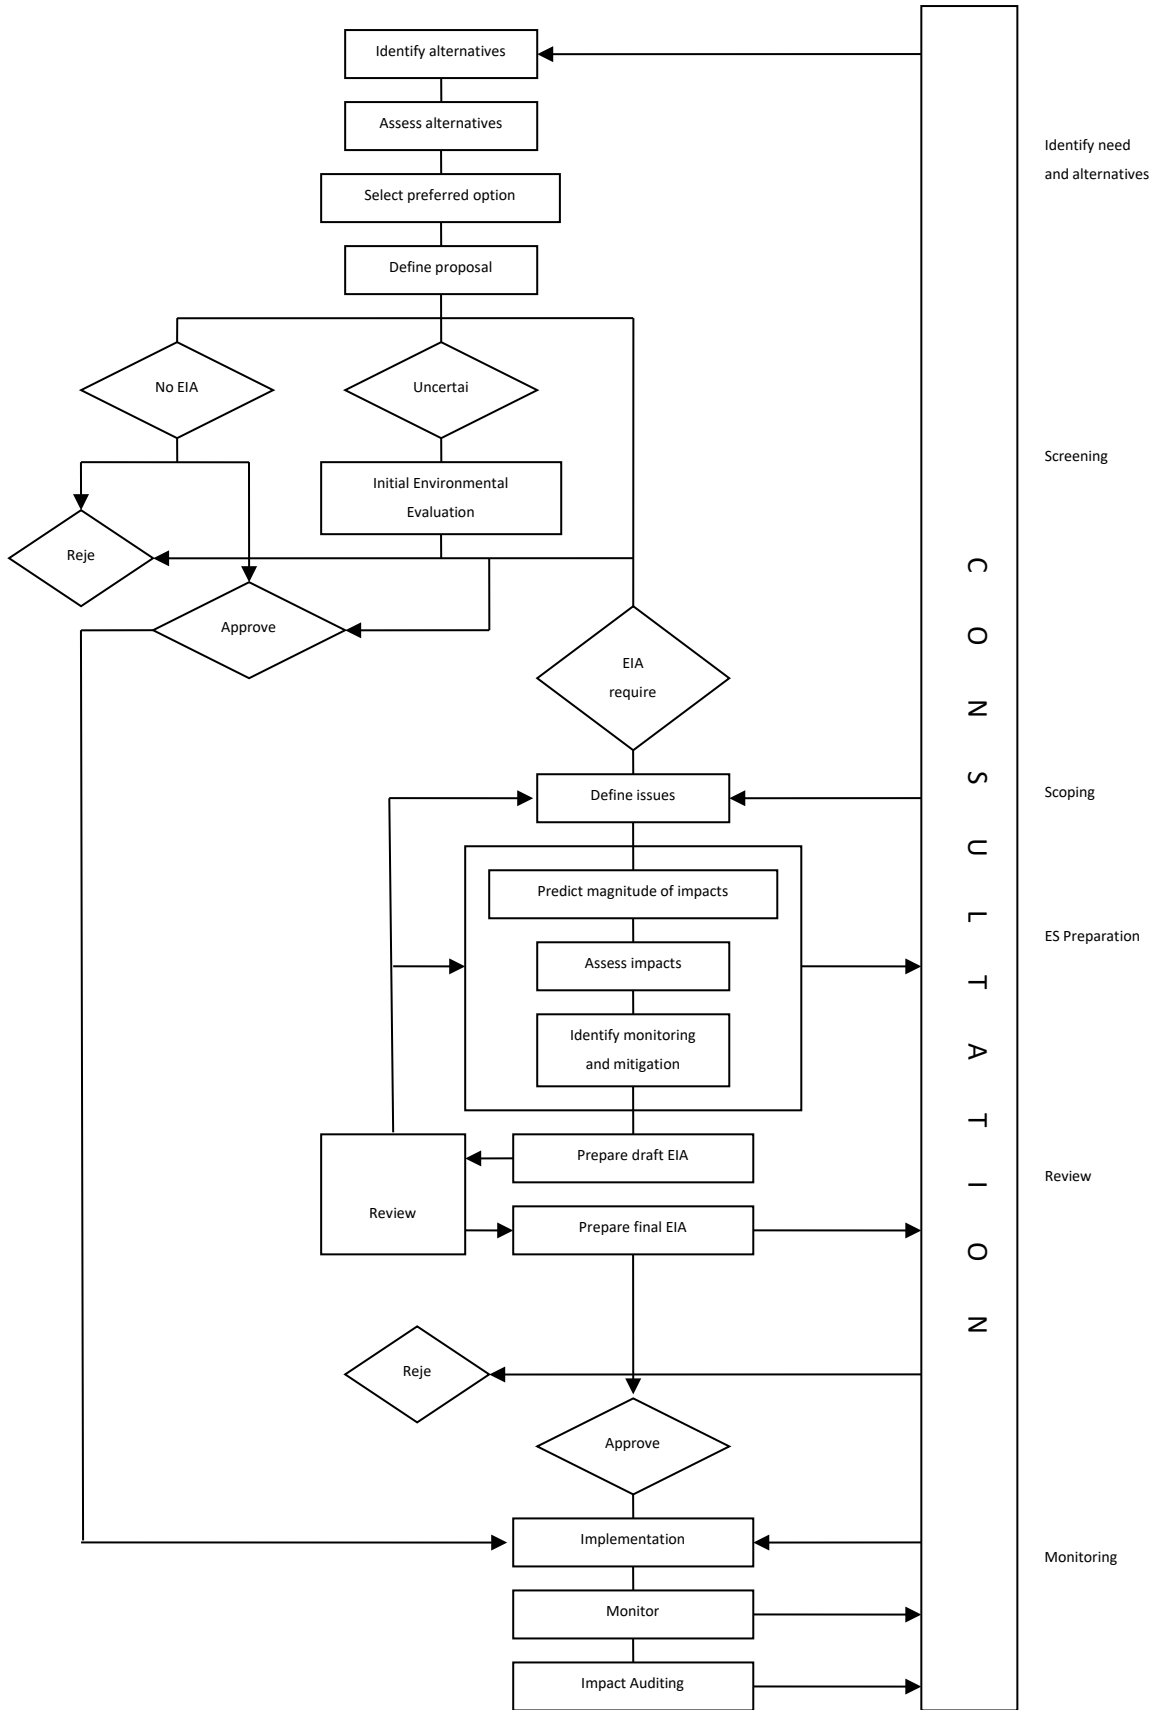 Identify alternatives
Assess alternatives
Identify need
and alternatives
Select preferred option
Define proposal
No EIA
Uncertai
Screening
Initial Environmental
Evaluation
Reje
Approve
EIA
require
Define issues
Scoping
Predict magnitude of impacts
ES Preparation
Assess impacts
Identify monitoring
and mitigation
Prepare draft EIA
Review
Review
Prepare final EIA
Reje
Approve
Implementation
Monitoring
Monitor
Impact Auditing
CONSULTATION